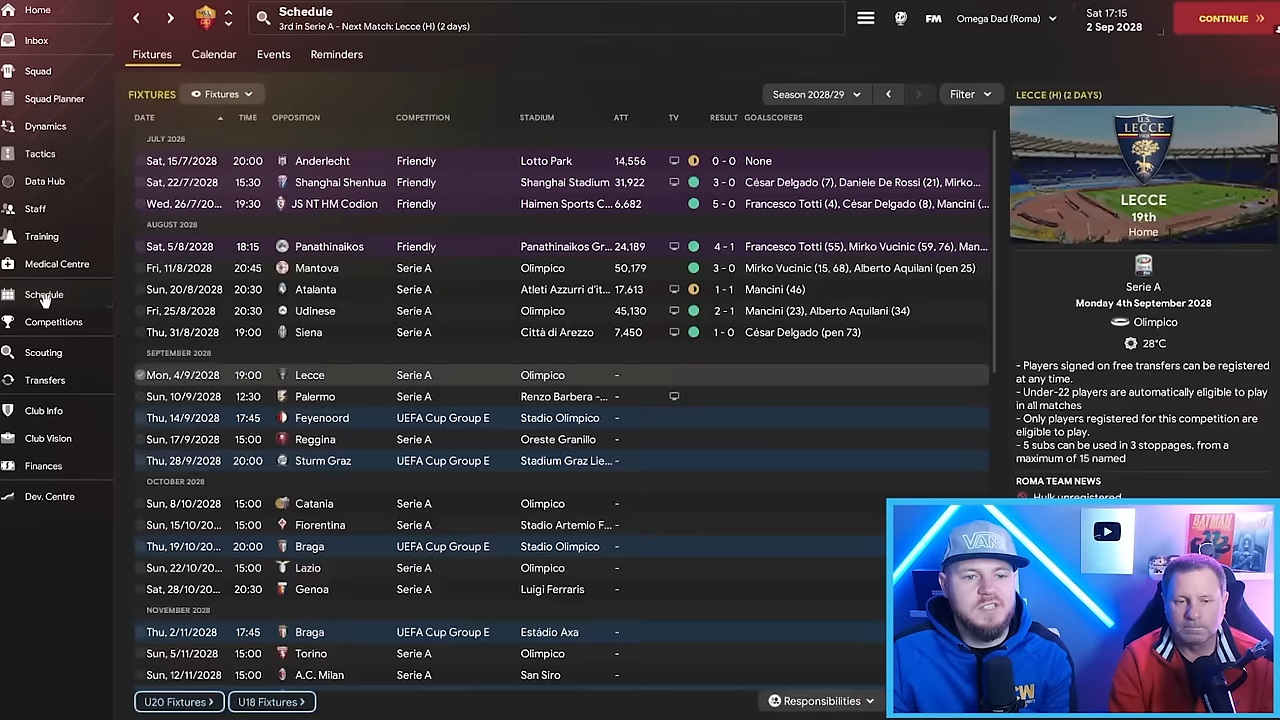 Home
Inbox
Squad
Squad Planner
Dynamics
Tactics
Data Hub
Staff
Training
Medical Centre
Schedule
Competitions
Scouting
Transfers
Club Info
Club Vision
Finances
Dev. Centre
Schedule
3rd in Serie A - Next Match: Lecce (H) (2 days)
FM
Omega Dad (Roma)
Sat 17:15
2 Sep 2028
CONTINUE
Fixtures Calendar Events Reminders
FIXTURES Fixtures Season 2028/29 Filter
DATE TIME OPPOSITION COMPETITION STADIUM ATT TV RESULT GOALSCORERS
JULY 2028
Sat, 15/7/2028 20:00 Anderlecht Friendly Lotto Park 14,556 0 - 0 None
Sat, 22/7/2028 15:30 Shanghai Shenhua Friendly Shanghai Stadium 31,922 3 - 0 César Delgado (7), Daniele De Rossi (21), Mirko...
Wed, 26/7/20... 19:30 JS NT HM Codion Friendly Haimen Sports C... 6,682 5 - 0 Francesco Totti (4), César Delgado (8), Mancini (...
AUGUST 2028
Sat, 5/8/2028 18:15 Panathinaikos Friendly Panathinaikos Gr... 24,189 4 - 1 Francesco Totti (55), Mirko Vucinic (59, 76), Man...
Fri, 11/8/2028 20:45 Mantova Serie A Olimpico 50,179 3 - 0 Mirko Vucinic (15, 68), Alberto Aquilani (pen 25)
Sun, 20/8/2028 20:30 Atalanta Serie A Atleti Azzurri d'it... 17,613 1 - 1 Mancini (46)
Fri, 25/8/2028 20:30 Udinese Serie A Olimpico 45,130 2 - 1 Mancini (23), Alberto Aquilani (34)
Thu, 31/8/2028 19:00 Siena Serie A Città di Arezzo 7,450 1 - 0 César Delgado (pen 73)
SEPTEMBER 2028
Mon, 4/9/2028 19:00 Lecce Serie A Olimpico -
Sun, 10/9/2028 12:30 Palermo Serie A Renzo Barbera -... -
Thu, 14/9/2028 17:45 Feyenoord UEFA Cup Group E Stadio Olimpico -
Sun, 17/9/2028 15:00 Reggina Serie A Oreste Granillo -
Thu, 28/9/2028 20:00 Sturm Graz UEFA Cup Group E Stadium Graz Lie... -
OCTOBER 2028
Sun, 8/10/2028 15:00 Catania Serie A Olimpico -
Sun, 15/10/20... 15:00 Fiorentina Serie A Stadio Artemio F... -
Thu, 19/10/20... 20:00 Braga UEFA Cup Group E Stadio Olimpico -
Sun, 22/10/20... 15:00 Lazio Serie A Olimpico -
Sat, 28/10/20... 20:30 Genoa Serie A Luigi Ferraris -
NOVEMBER 2028
Thu, 2/11/2028 17:45 Braga UEFA Cup Group E Estádio Axa -
Sun, 5/11/2028 15:00 Torino Serie A Olimpico -
Sun, 12/11/2028 15:00 A.C. Milan Serie A San Siro -
U20 Fixtures U18 Fixtures Responsibilities
LECCE (H) (2 DAYS)
U.S.
LECCE
LECCE
19th
Home
Serie A
Monday 4th September 2028
Olimpico
28°C
- Players signed on free transfers can be registered
at any time.
- Under-22 players are automatically eligible to play
in all matches
- Only players registered for this competition are
eligible to play.
- 5 subs can be used in 3 stoppages, from a
maximum of 15 named
ROMA TEAM NEWS
Hulk unregistered
VANS
BATMAN